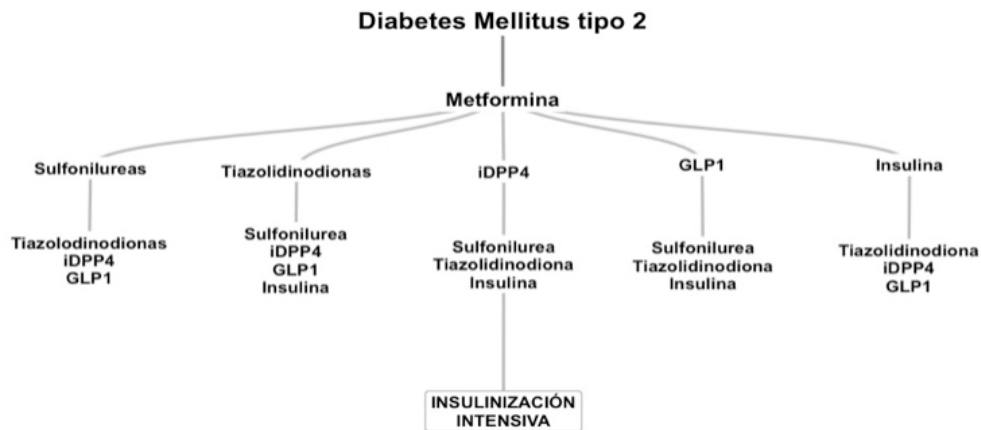 Diabetes Mellitus tipo 2
Metformina
Sulfonilureas
Tiazolidinodionas
iDPP4
GLP1
Insulina
Tiazolodinodionas
iDPP4
GLP1
Sulfonilurea
iDPP4
GLP1
Insulina
Sulfonilurea
Tiazolidinodiona
Insulina
Sulfonilurea
Tiazolidinodiona
Insulina
Tiazolidinodiona
iDPP4
GLP1
INSULINIZACIÓN
INTENSIVA